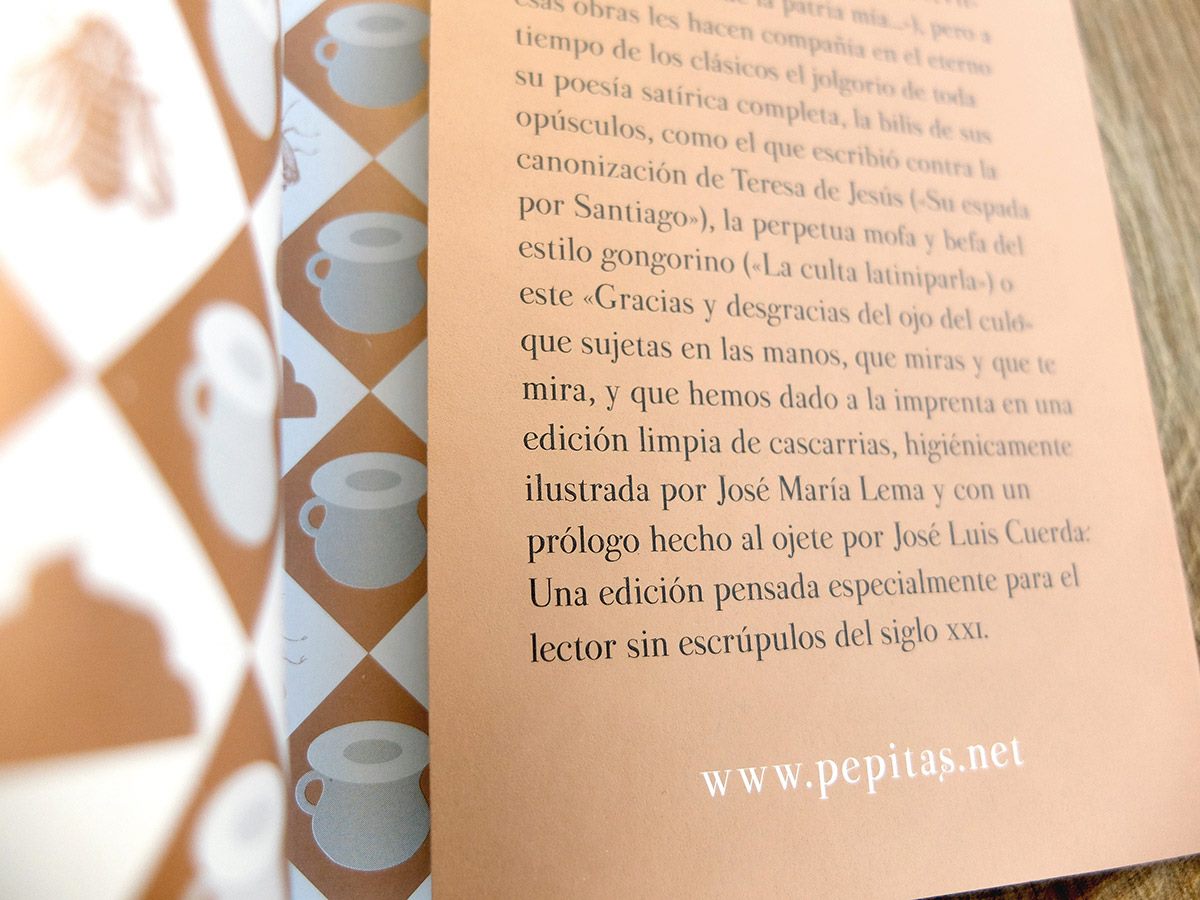 la patria mía...»), pero a
esas obras les hacen compañía en el eterno
tiempo de los clásicos el jolgorio de toda
su poesía satírica completa, la bilis de sus
opúsculos, como el que escribió contra la
canonización de Teresa de Jesús («Su espada
por Santiago»), la perpetua mofa y befa del
estilo gongorino («La culta latiniparla») o
este «Gracias y desgracias del ojo del culo»
que sujetas en las manos, que miras y que te
mira, y que hemos dado a la imprenta en una
edición limpia de cascarrias, higiénicamente
ilustrada por José María Lema y con un
prólogo hecho al ojete por José Luis Cuerda.
Una edición pensada especialmente para el
lector sin escrúpulos del siglo XXI.
www.pepitas.net